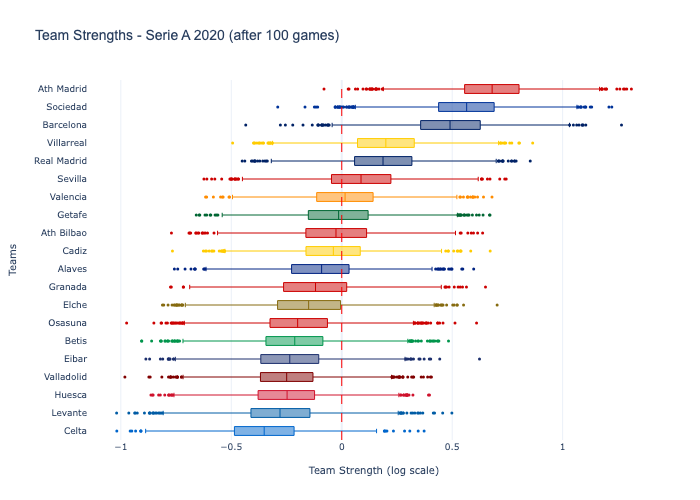 Team Strengths - Serie A 2020 (after 100 games)
Ath Madrid
Sociedad
Barcelona
Villarreal
Real Madrid
Sevilla
Valencia
Getafe
Ath Bilbao
Cadiz
Alaves
Granada
Elche
Osasuna
Betis
Eibar
Valladolid
Huesca
Levante
Celta
Teams
−1
−0.5
0
0.5
1
Team Strength (log scale)